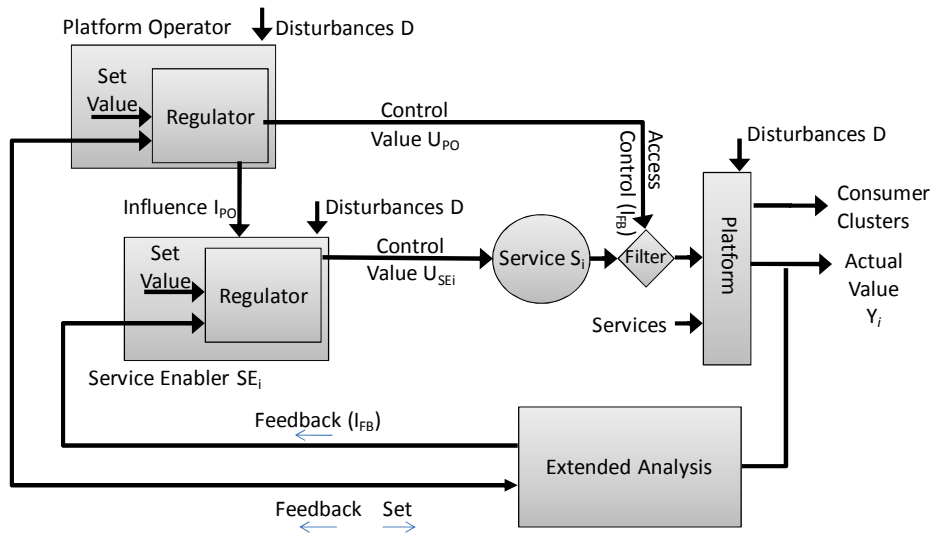 Platform Operator
Disturbances D
Set
Value
Regulator
Control
Value U_PO
Access
Control (I_FB)
Disturbances D
Influence I_PO
Disturbances D
Set
Value
Regulator
Control
Value U_SEi
Service S_i
Filter
Platform
Consumer
Clusters
Actual
Value
Y_i
Services
Service Enabler SE_i
Feedback (I_FB)
Extended Analysis
Feedback Set